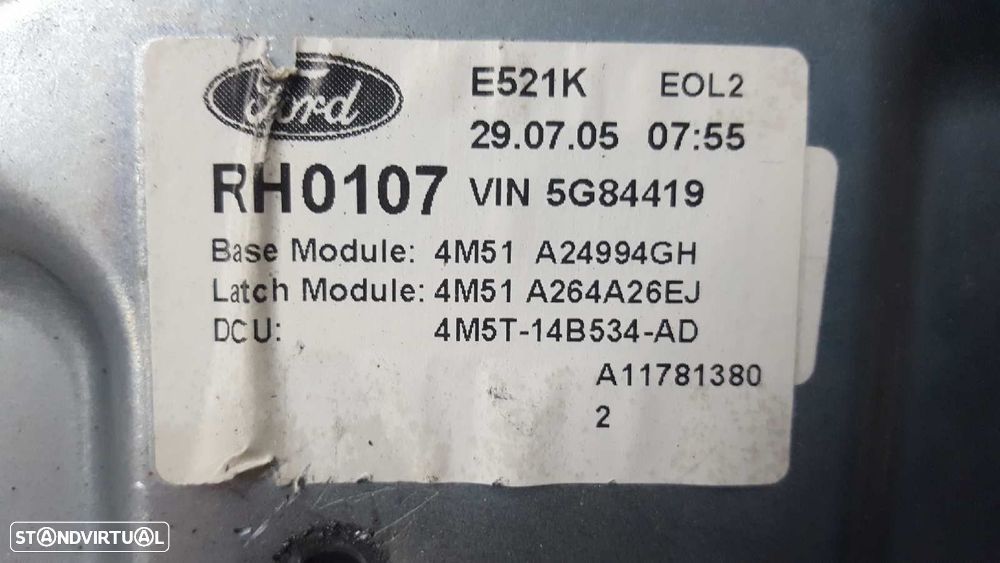 Ford
E521K EOL2
29.07.05 07:55
RH0107 VIN 5G84419
Base Module: 4M51 A24994GH
Latch Module: 4M51 A264A26EJ
DCU: 4M5T-14B534-AD
A11781380
2
STANDVIRTUAL